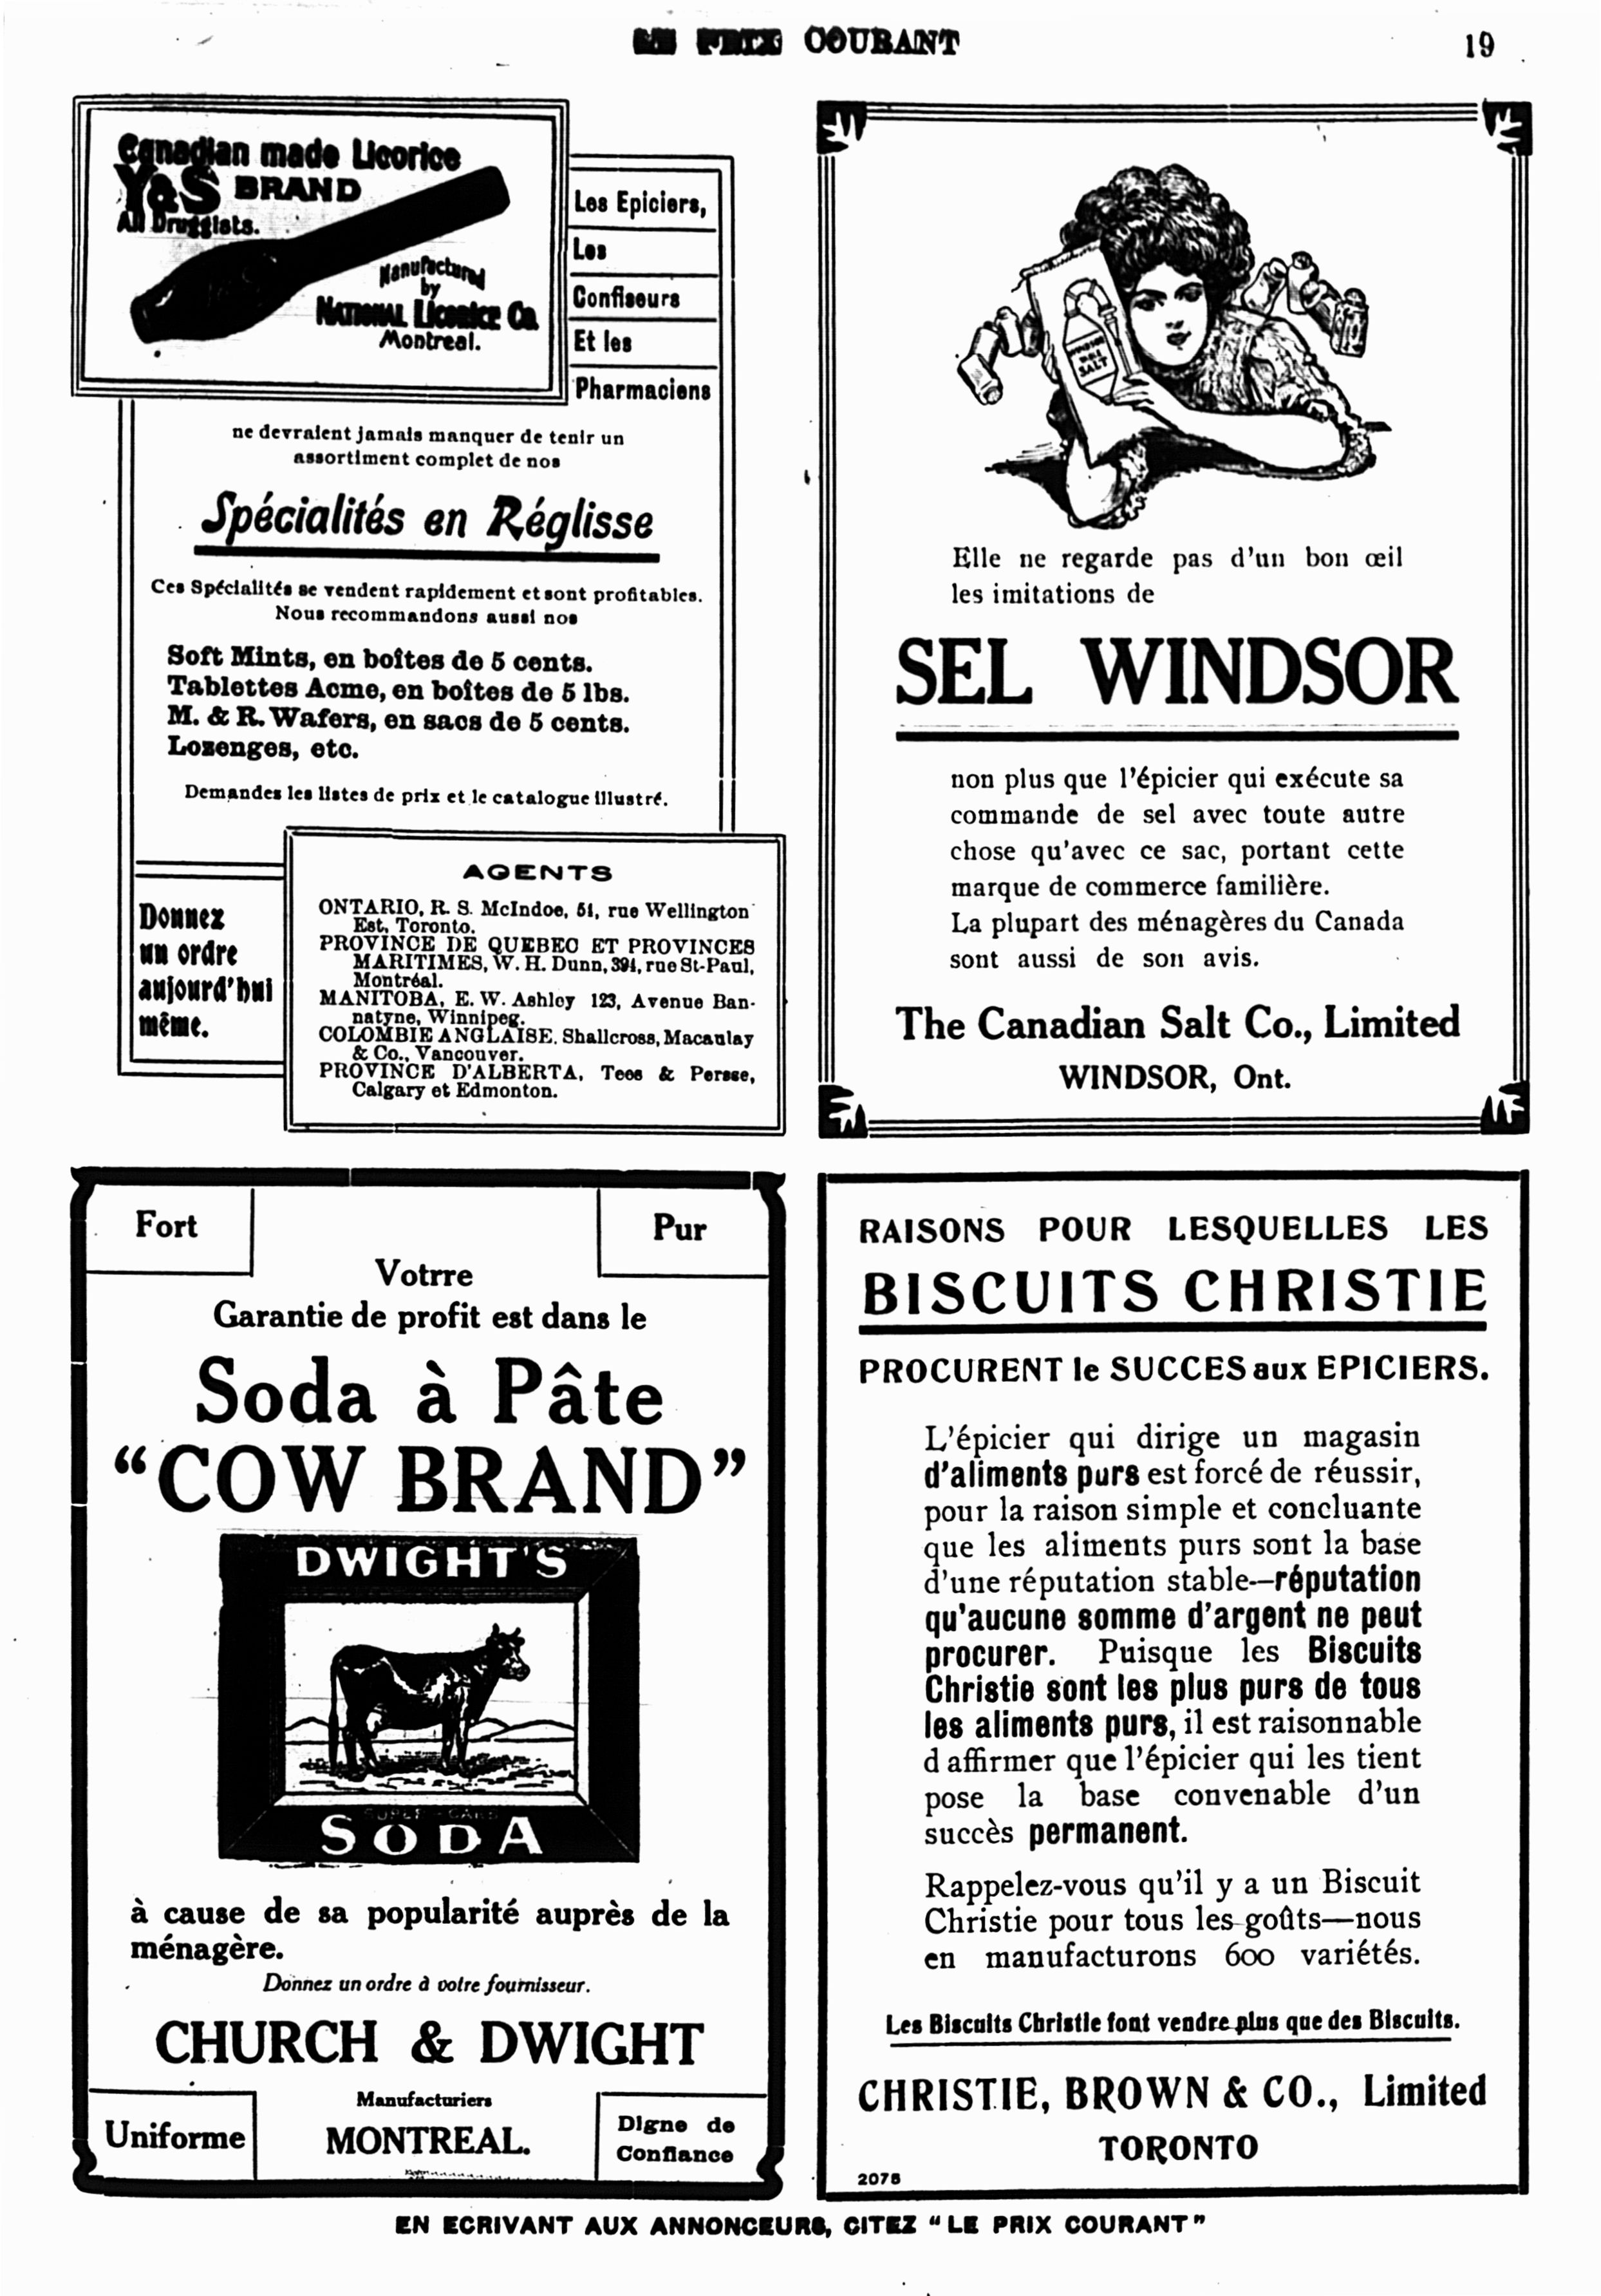 LE PRIX COURANT
19
Canadian made Licorice
Y&S BRAND
All Druggists.
Manufactured
by
NATIONAL LICORICE CO.
Montreal.
Les Epiciers,
Les
Confiseurs
Et les
Pharmaciens
ne devraient jamais manquer de tenir un
assortiment complet de nos
Spécialités en Réglisse
Ces Spécialités se vendent rapidement et sont profitables.
Nous recommandons aussi nos
Soft Mints, en boîtes de 5 cents.
Tablettes Acme, en boîtes de 5 lbs.
M. & R. Wafers, en sacs de 5 cents.
Lozenges, etc.
Demandes les listes de prix et le catalogue illustré.
Donnez
un ordre
aujourd'hui
même.
AGENTS
ONTARIO, R. S. McIndoe, 51, rue Wellington
Est, Toronto.
PROVINCE DE QUEBEC ET PROVINCES
MARITIMES, W. H. Dunn, 394, rue St-Paul,
Montréal.
MANITOBA, E. W. Ashley 123, Avenue Ban-
natyne, Winnipeg.
COLOMBIE ANGLAISE, Shallcross, Macaulay
& Co., Vancouver.
PROVINCE D'ALBERTA, Tees & Persse,
Calgary et Edmonton.
WINDSOR
SALT
Elle ne regarde pas d'un bon œil
les imitations de
SEL WINDSOR
non plus que l'épicier qui exécute sa
commande de sel avec toute autre
chose qu'avec ce sac, portant cette
marque de commerce familière.
La plupart des ménagères du Canada
sont aussi de son avis.
The Canadian Salt Co., Limited
WINDSOR, Ont.
Fort
Pur
Votrre
Garantie de profit est dans le
Soda à Pâte
“COW BRAND”
DWIGHT'S
SODA
à cause de sa popularité auprès de la
ménagère.
Donnez un ordre à votre fournisseur.
CHURCH & DWIGHT
Manufacturiers
MONTREAL.
Uniforme
Digne de
Confiance
RAISONS POUR LESQUELLES LES
BISCUITS CHRISTIE
PROCURENT le SUCCES aux EPICIERS.
L'épicier qui dirige un magasin
d'aliments purs est forcé de réussir,
pour la raison simple et concluante
que les aliments purs sont la base
d'une réputation stable—réputation
qu'aucune somme d'argent ne peut
procurer. Puisque les Biscuits
Christie sont les plus purs de tous
les aliments purs, il est raisonnable
d affirmer que l'épicier qui les tient
pose la base convenable d'un
succès permanent.
Rappelez-vous qu'il y a un Biscuit
Christie pour tous les goûts—nous
en manufacturons 600 variétés.
Les Biscuits Christie font vendre plus que des Biscuits.
CHRISTIE, BROWN & CO., Limited
TORONTO
2078
EN ECRIVANT AUX ANNONCEURS, CITEZ “LE PRIX COURANT”